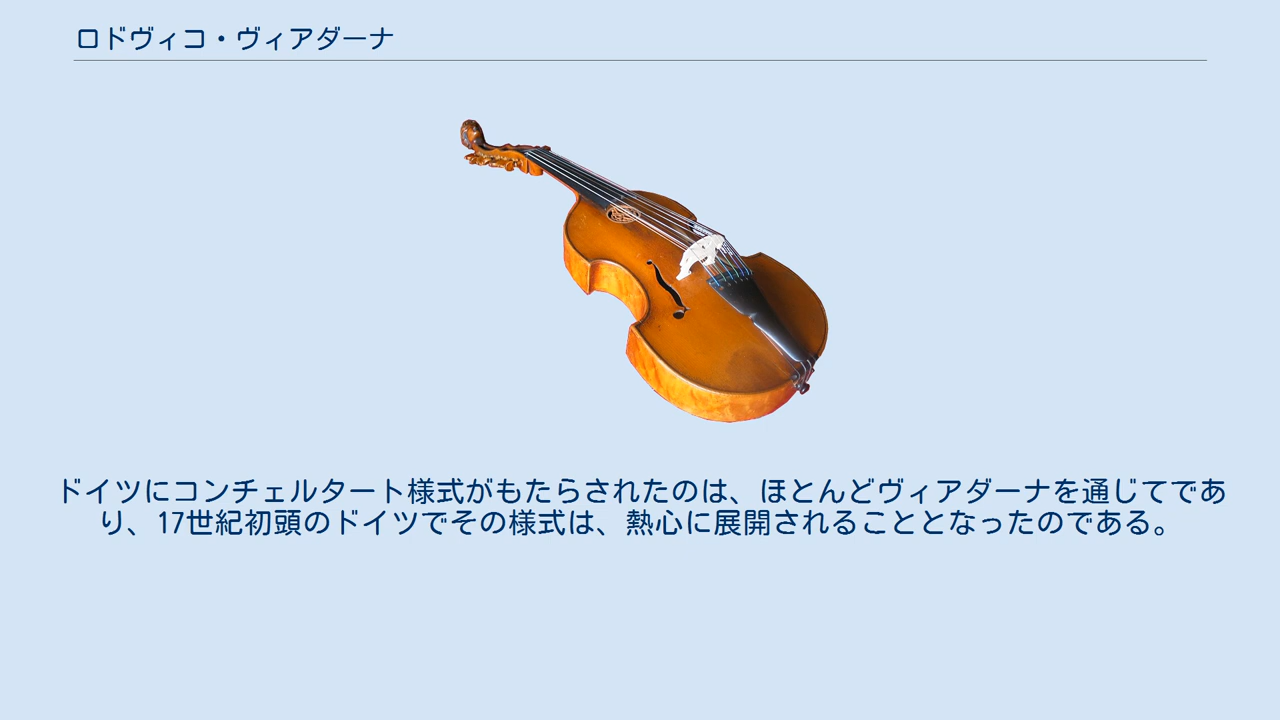 ロドヴィコ・ヴィアダーナ
ドイツにコンチェルタート様式がもたらされたのは、ほとんどヴィアダーナを通じてであ
り、17世紀初頭のドイツでその様式は、熱心に展開されることとなったのである。